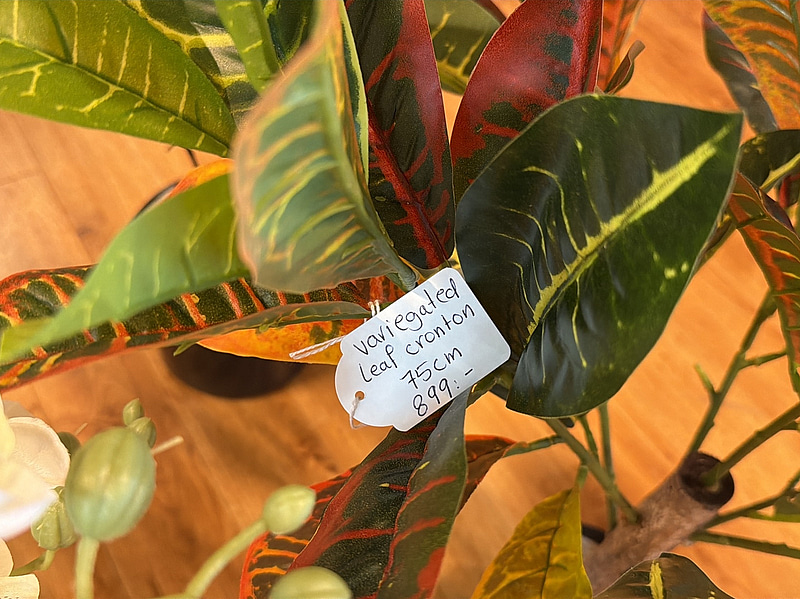 variegated
leaf cronton
75cm
899:-